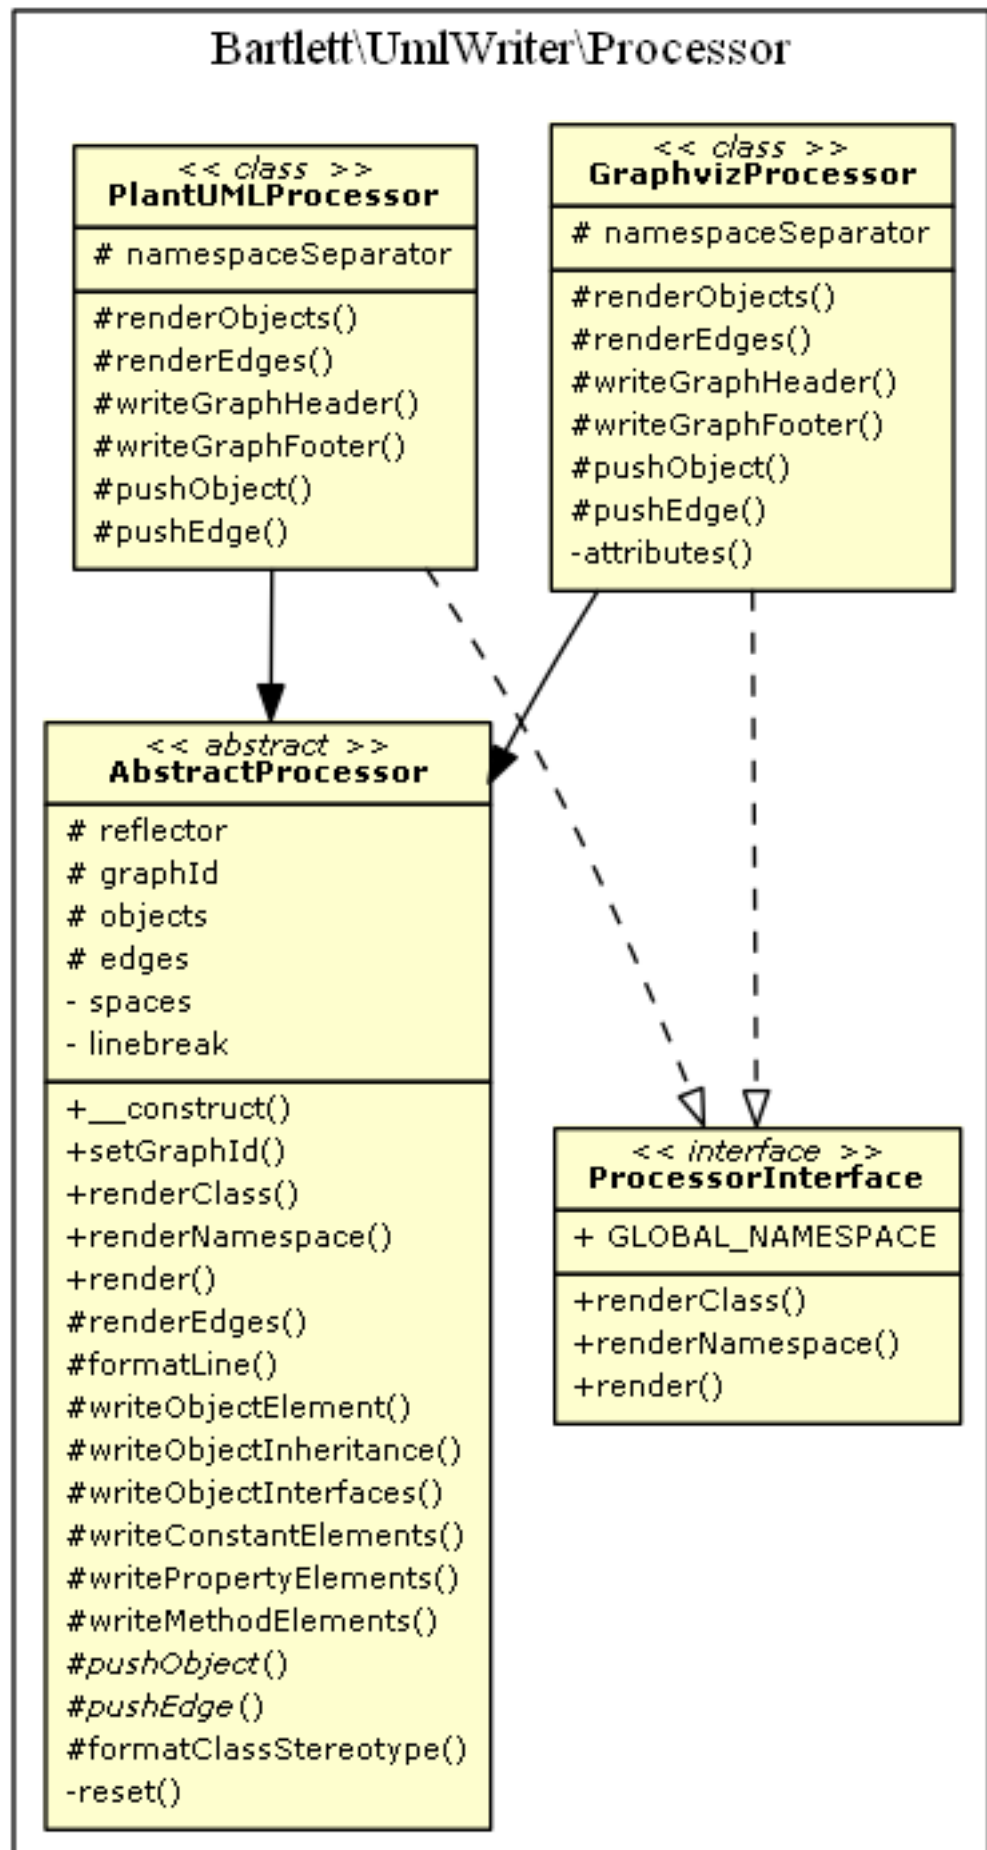 Bartlett\UmlWriter\Processor
<< class >>
PlantUMLProcessor
# namespaceSeparator
#renderObjects()
#renderEdges()
#writeGraphHeader()
#writeGraphFooter()
#pushObject()
#pushEdge()
<< class >>
GraphvizProcessor
# namespaceSeparator
#renderObjects()
#renderEdges()
#writeGraphHeader()
#writeGraphFooter()
#pushObject()
#pushEdge()
-attributes()
<< abstract >>
AbstractProcessor
# reflector
# graphId
# objects
# edges
- spaces
- linebreak
+__construct()
+setGraphId()
+renderClass()
+renderNamespace()
+render()
#renderEdges()
#formatLine()
#writeObjectElement()
#writeObjectInheritance()
#writeObjectInterfaces()
#writeConstantElements()
#writePropertyElements()
#writeMethodElements()
#pushObject()
#pushEdge()
#formatClassStereotype()
-reset()
<< interface >>
ProcessorInterface
+ GLOBAL_NAMESPACE
+renderClass()
+renderNamespace()
+render()